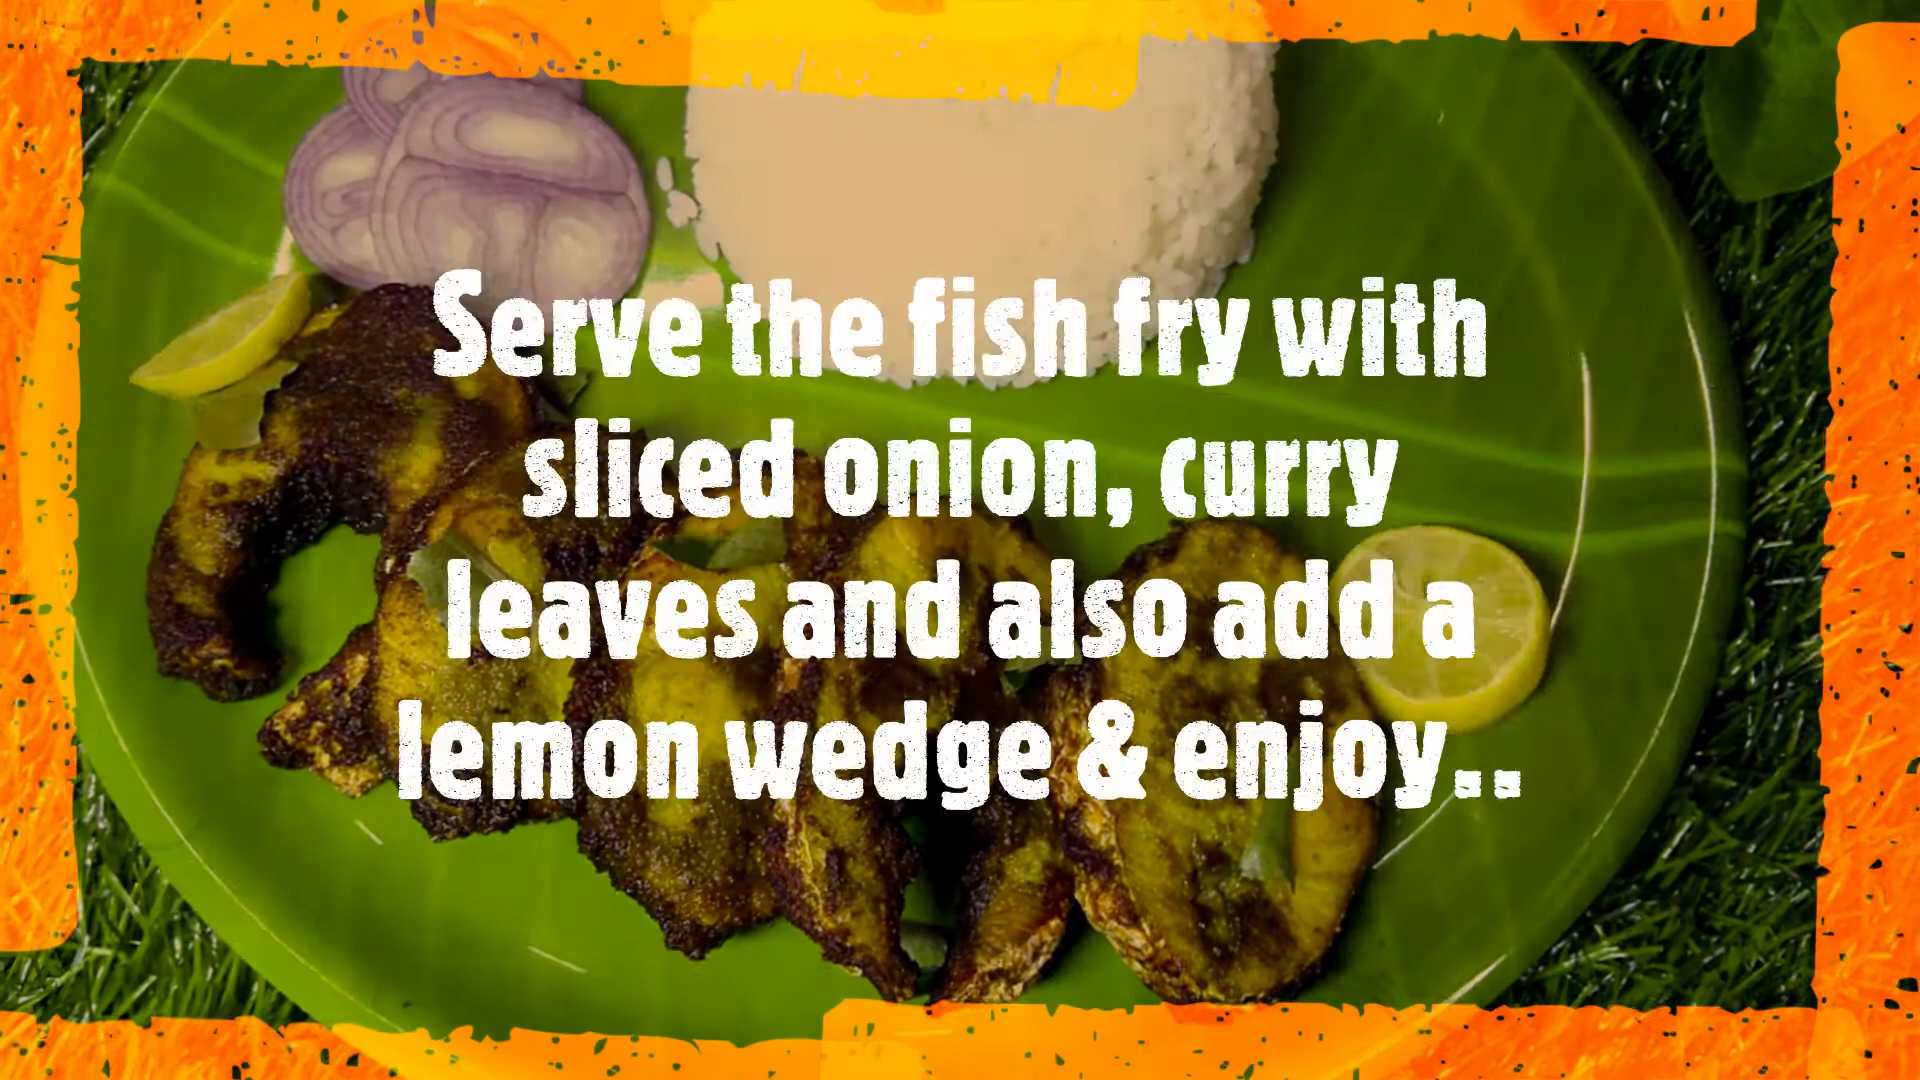 Serve the fish fry with
sliced onion, curry
leaves and also add a
lemon wedge & enjoy..